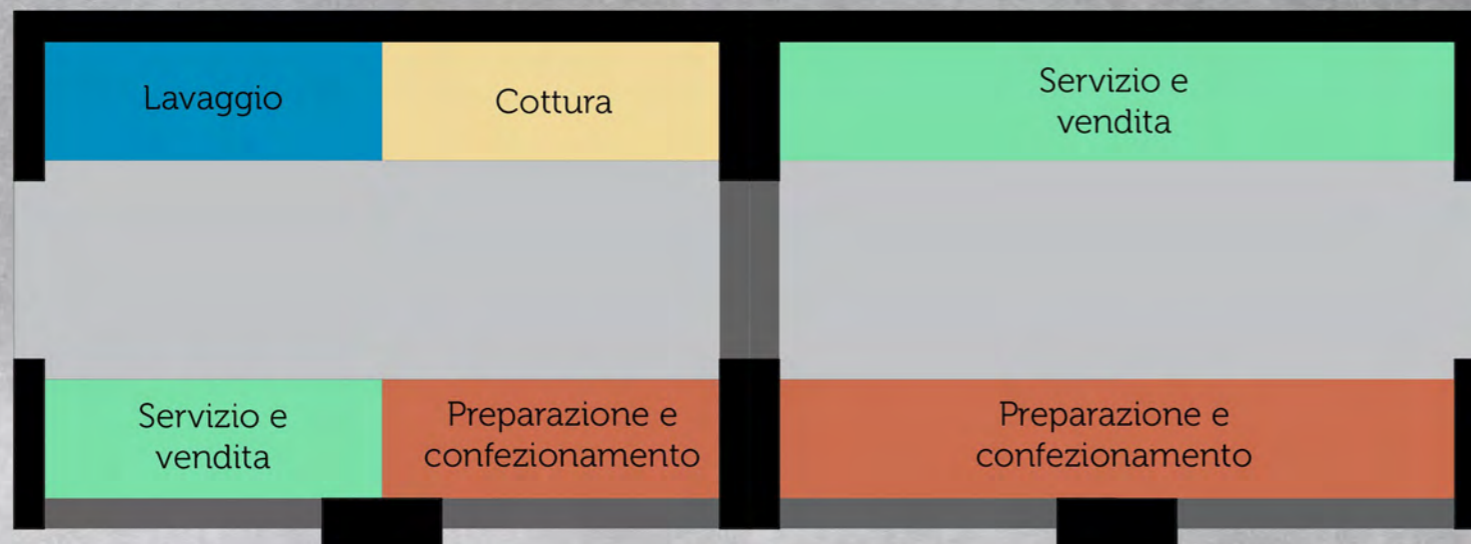 Lavaggio
Cottura
Servizio e
vendita
Servizio e
vendita
Preparazione e
confezionamento
Preparazione e
confezionamento